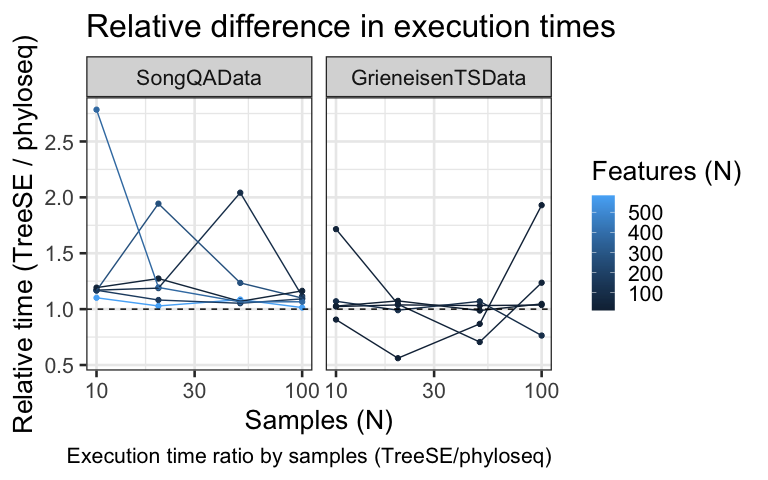 Relative difference in execution times
SongQAData
GrieneisenTSData
Relative time (TreeSE / phyloseq)
2.5
2.0
1.5
1.0
0.5
10 30 100
10 30 100
Samples (N)
Execution time ratio by samples (TreeSE/phyloseq)
Features (N)
500
400
300
200
100